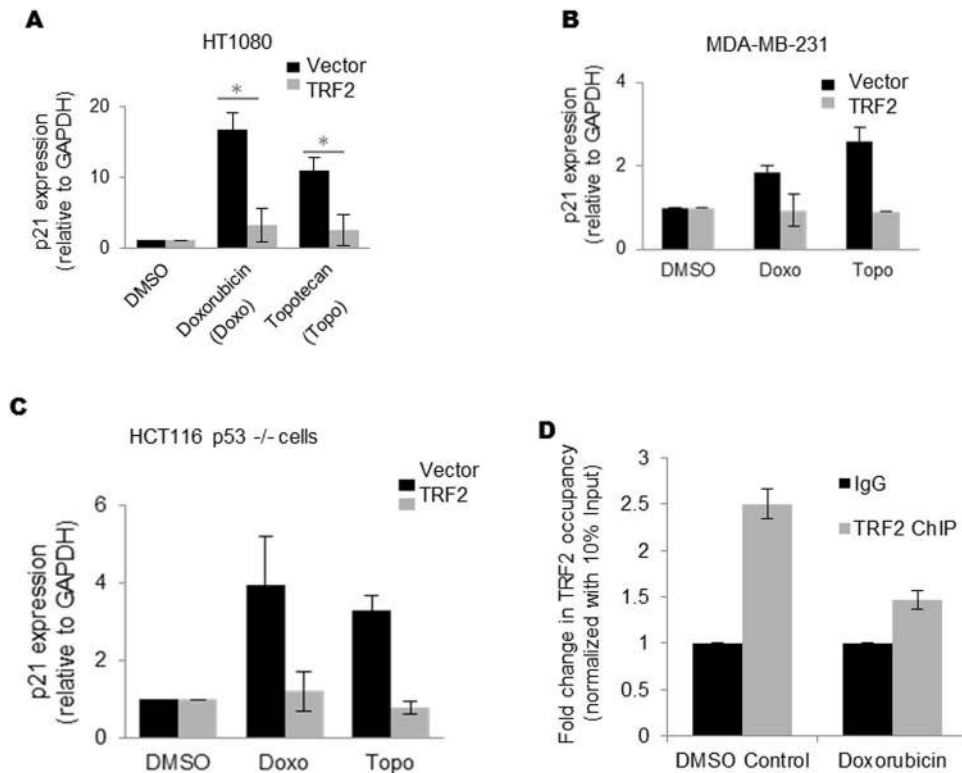 A
HT1080
Vector
TRF2
p21 expression
(relative to GAPDH)
20
10
0
*
*
DMSO
Doxorubicin
(Doxo)
Topotecan
(Topo)
B
MDA-MB-231
Vector
TRF2
p21 expression
(relative to GAPDH)
4
2
0
DMSO
Doxo
Topo
C
HCT116 p53 -/- cells
Vector
TRF2
p21 expression
(relative to GAPDH)
6
4
2
0
DMSO
Doxo
Topo
D
Fold change in TRF2 occupancy
(normalized with 10% Input)
3
2.5
2
1.5
1
0.5
0
IgG
TRF2 ChIP
DMSO Control
Doxorubicin